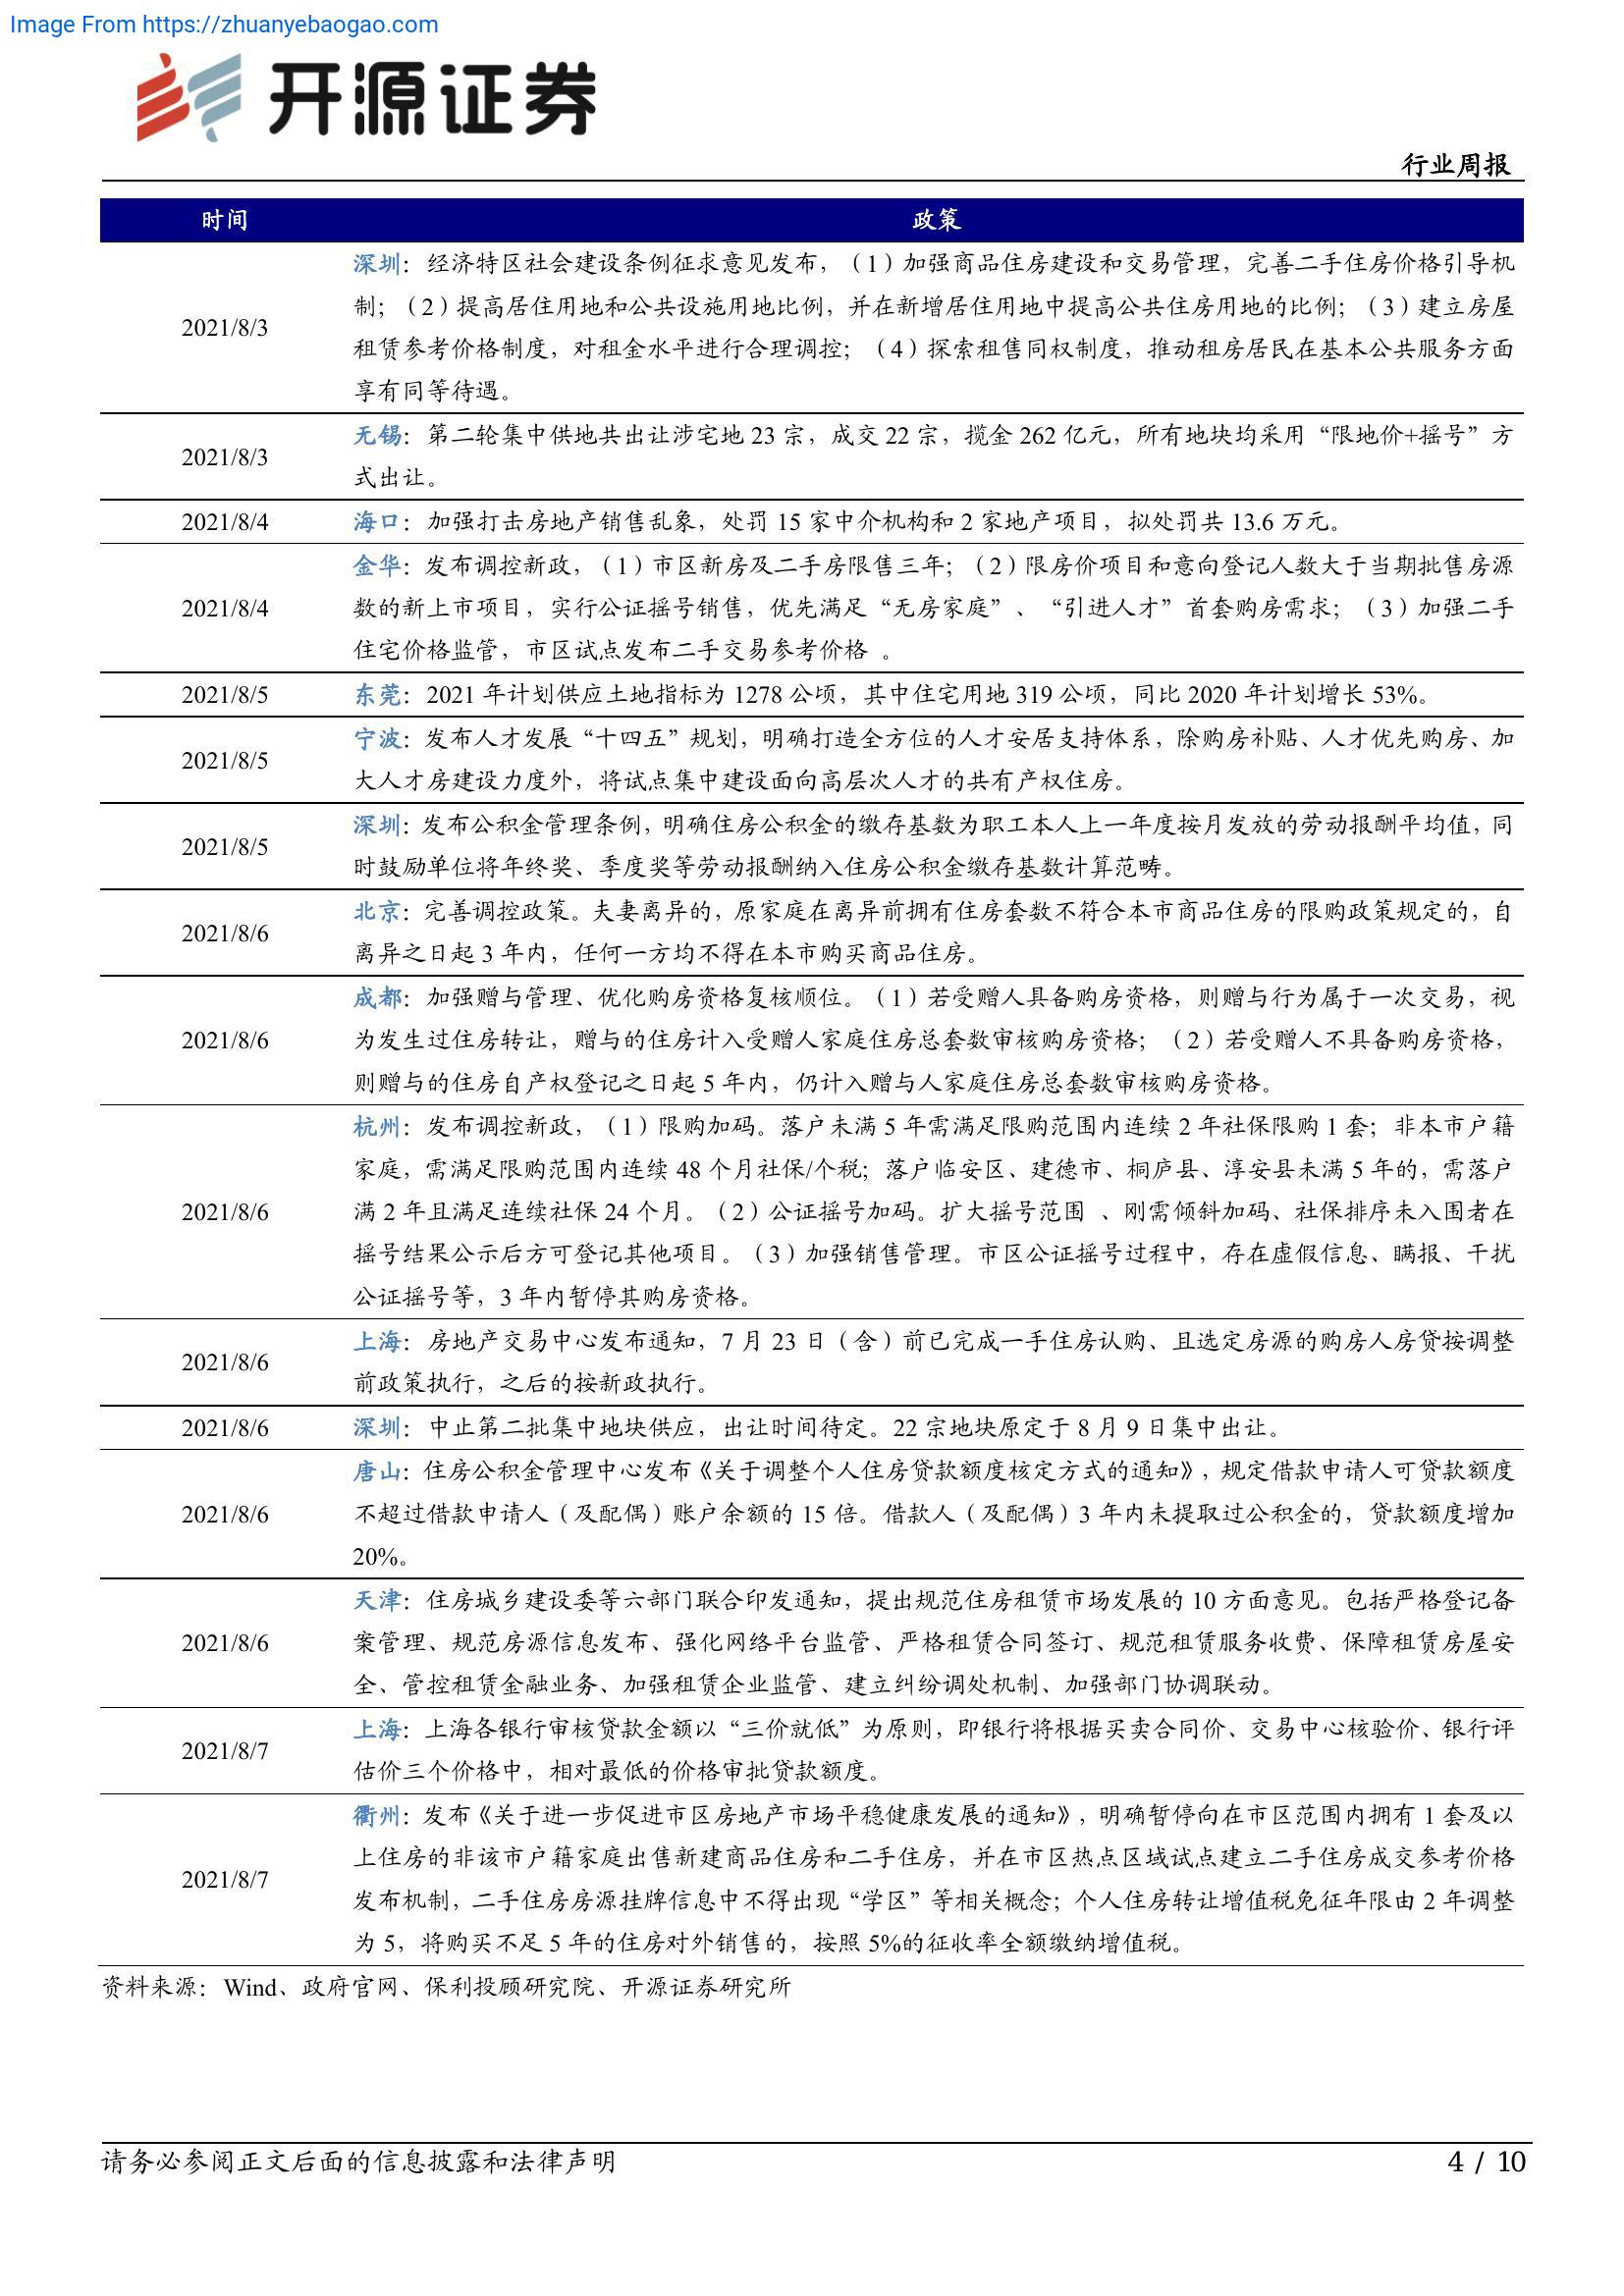 Image From https://zhuanyebaogao.com
开源证券
行业周报
时间 政策
深圳：经济特区社会建设条例征求意见发布，（1）加强商品住房建设和交易管理，完善二手住房价格引导机
制；（2）提高居住用地和公共设施用地比例，并在新增居住用地中提高公共住房用地的比例；（3）建立房屋
2021/8/3
租赁参考价格制度，对租金水平进行合理调控；（4）探索租售同权制度，推动租房居民在基本公共服务方面
享有同等待遇。
无锡：第二轮集中供地共出让涉宅地 23 宗，成交 22 宗，揽金 262 亿元，所有地块均采用“限地价+摇号”方
2021/8/3
式出让。
2021/8/4 海口：加强打击房地产销售乱象，处罚 15 家中介机构和 2 家地产项目，拟处罚共 13.6 万元。
金华：发布调控新政，（1）市区新房及二手房限售三年；（2）限房价项目和意向登记人数大于当期批售房源
2021/8/4 数的新上市项目，实行公证摇号销售，优先满足“无房家庭”、“引进人才”首套购房需求；（3）加强二手
住宅价格监管，市区试点发布二手交易参考价格 。
2021/8/5 东莞：2021 年计划供应土地指标为 1278 公顷，其中住宅用地 319 公顷，同比 2020 年计划增长 53%。
宁波：发布人才发展“十四五”规划，明确打造全方位的人才安居支持体系，除购房补贴、人才优先购房、加
2021/8/5
大人才房建设力度外，将试点集中建设面向高层次人才的共有产权住房。
深圳：发布公积金管理条例，明确住房公积金的缴存基数为职工本人上一年度按月发放的劳动报酬平均值，同
2021/8/5
时鼓励单位将年终奖、季度奖等劳动报酬纳入住房公积金缴存基数计算范畴。
北京：完善调控政策。夫妻离异的，原家庭在离异前拥有住房套数不符合本市商品住房的限购政策规定的，自
2021/8/6
离异之日起 3 年内，任何一方均不得在本市购买商品住房。
成都：加强赠与管理、优化购房资格复核顺位。（1）若受赠人具备购房资格，则赠与行为属于一次交易，视
2021/8/6 为发生过住房转让，赠与的住房计入受赠人家庭住房总套数审核购房资格；（2）若受赠人不具备购房资格，
则赠与的住房自产权登记之日起 5 年内，仍计入赠与人家庭住房总套数审核购房资格。
杭州：发布调控新政，（1）限购加码。落户未满 5 年需满足限购范围内连续 2 年社保限购 1 套；非本市户籍
家庭，需满足限购范围内连续 48 个月社保/个税；落户临安区、建德市、桐庐县、淳安县未满 5 年的，需落户
2021/8/6 满 2 年且满足连续社保 24 个月。（2）公证摇号加码。扩大摇号范围 、刚需倾斜加码、社保排序未入围者在
摇号结果公示后方可登记其他项目。（3）加强销售管理。市区公证摇号过程中，存在虚假信息、瞒报、干扰
公证摇号等，3 年内暂停其购房资格。
上海：房地产交易中心发布通知，7 月 23 日（含）前已完成一手住房认购、且选定房源的购房人房贷按调整
2021/8/6
前政策执行，之后的按新政执行。
2021/8/6 深圳：中止第二批集中地块供应，出让时间待定。22 宗地块原定于 8 月 9 日集中出让。
唐山：住房公积金管理中心发布《关于调整个人住房贷款额度核定方式的通知》，规定借款申请人可贷款额度
2021/8/6 不超过借款申请人（及配偶）账户余额的 15 倍。借款人（及配偶）3 年内未提取过公积金的，贷款额度增加
20%。
天津：住房城乡建设委等六部门联合印发通知，提出规范住房租赁市场发展的 10 方面意见。包括严格登记备
2021/8/6 案管理、规范房源信息发布、强化网络平台监管、严格租赁合同签订、规范租赁服务收费、保障租赁房屋安
全、管控租赁金融业务、加强租赁企业监管、建立纠纷调处机制、加强部门协调联动。
上海：上海各银行审核贷款金额以“三价就低”为原则，即银行将根据买卖合同价、交易中心核验价、银行评
2021/8/7
估价三个价格中，相对最低的价格审批贷款额度。
衢州：发布《关于进一步促进市区房地产市场平稳健康发展的通知》，明确暂停向在市区范围内拥有 1 套及以
上住房的非该市户籍家庭出售新建商品住房和二手住房，并在市区热点区域试点建立二手住房成交参考价格
2021/8/7
发布机制，二手住房房源挂牌信息中不得出现“学区”等相关概念；个人住房转让增值税免征年限由 2 年调整
为 5，将购买不足 5 年的住房对外销售的，按照 5%的征收率全额缴纳增值税。
资料来源：Wind、政府官网、保利投顾研究院、开源证券研究所
请务必参阅正文后面的信息披露和法律声明 4 / 10